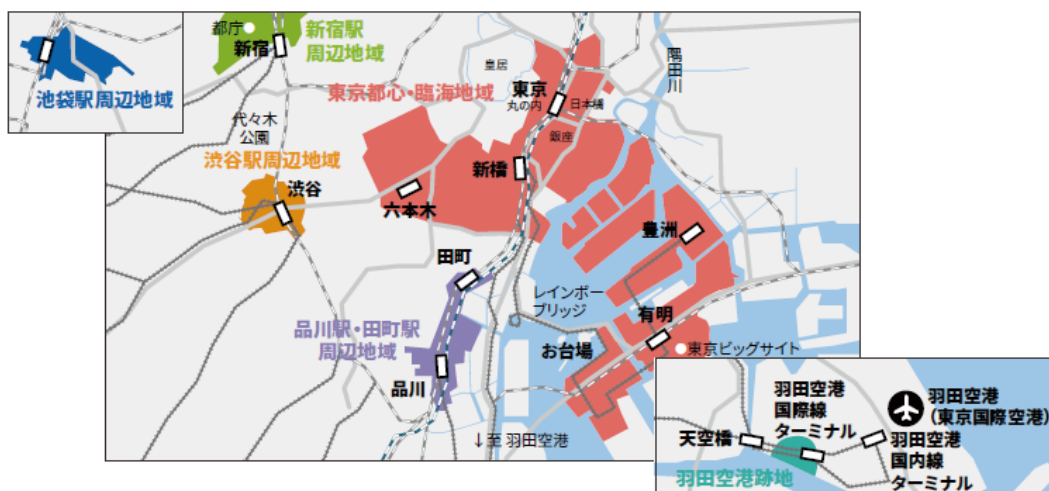 池袋駅周辺地域
都庁
新宿
新宿駅
周辺地域
皇居
東京都心・臨海地域
東京
丸の内
日本橋
銀座
隅田川
代々木
公園
渋谷駅周辺地域
渋谷
六本木
新橋
豊洲
田町
レインボー
ブリッジ
有明
品川駅・田町駅
周辺地域
お台場
東京ビッグサイト
品川
↓至 羽田空港
羽田空港
国際線
ターミナル
羽田空港
(東京国際空港)
天空橋
羽田空港
国内線
ターミナル
羽田空港跡地